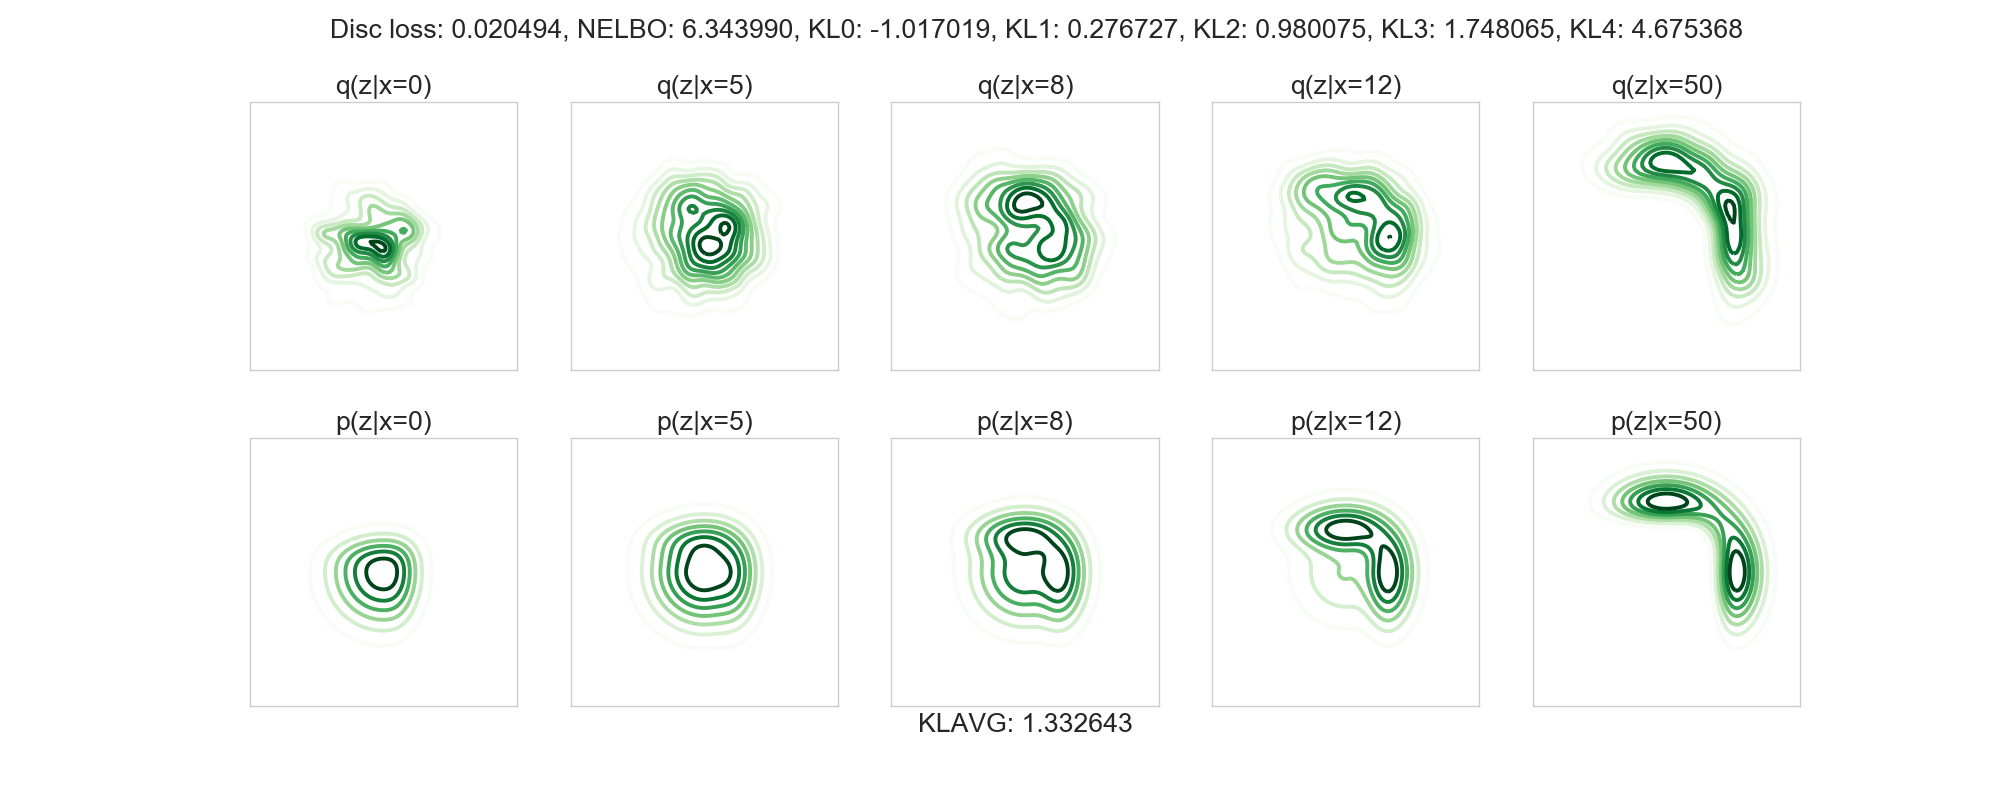 Disc loss: 0.020494, NELBO: 6.343990, KL0: -1.017019, KL1: 0.276727, KL2: 0.980075, KL3: 1.748065, KL4: 4.675368
q(z|x=0) q(z|x=5) q(z|x=8) q(z|x=12) q(z|x=50)
p(z|x=0) p(z|x=5) p(z|x=8) p(z|x=12) p(z|x=50)
KLAVG: 1.332643